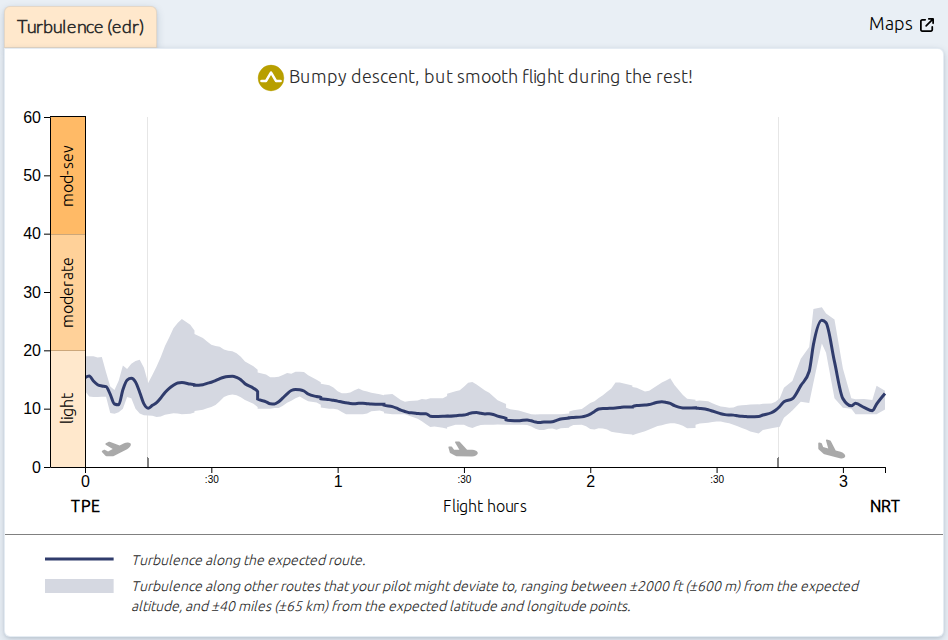 Turbulence (edr)
Maps
Bumpy descent, but smooth flight during the rest!
60
50
40
30
20
10
0
mod-sev
moderate
light
0 :30 1 :30 2 :30 3
TPE Flight hours NRT
Turbulence along the expected route.
Turbulence along other routes that your pilot might deviate to, ranging between ±2000 ft (±600 m) from the expected
altitude, and ±40 miles (±65 km) from the expected latitude and longitude points.